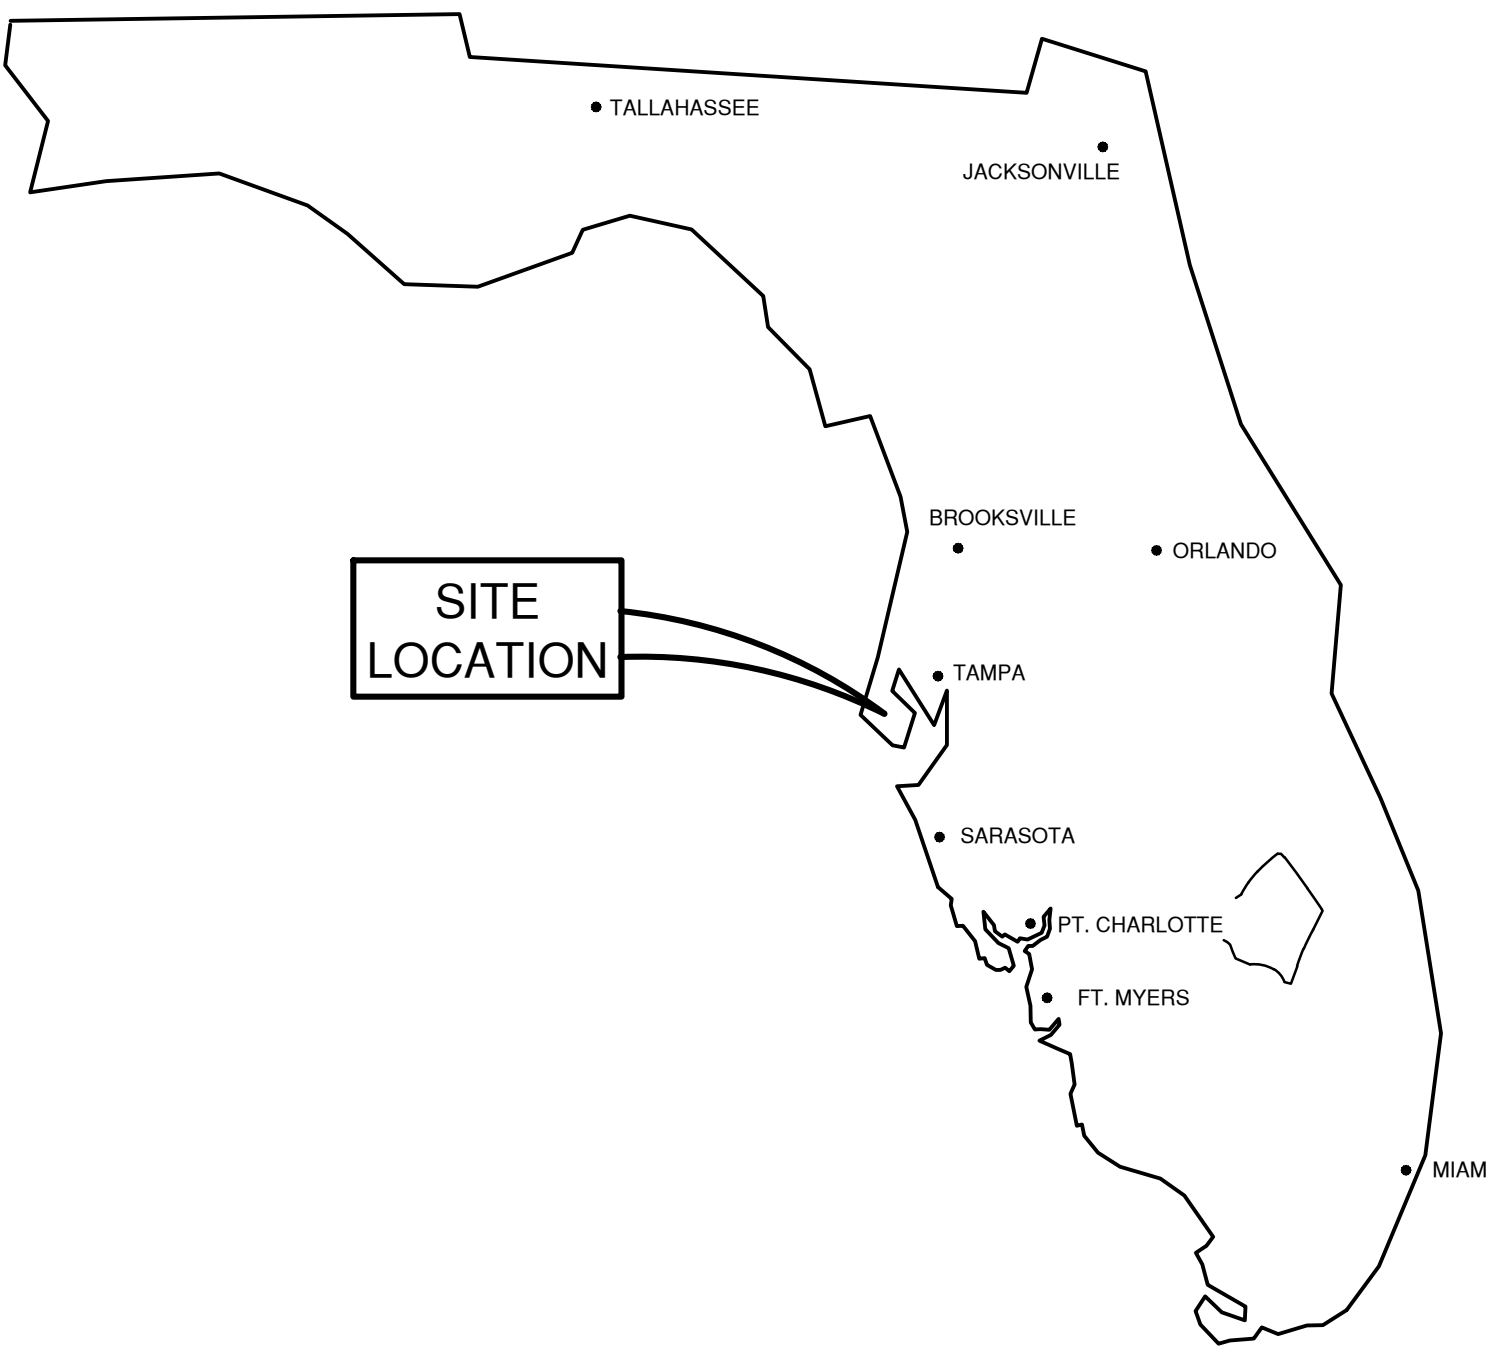 TALLAHASSEE
JACKSONVILLE
BROOKSVILLE
ORLANDO
SITE
LOCATION
TAMPA
SARASOTA
PT. CHARLOTTE
FT. MYERS
MIAM